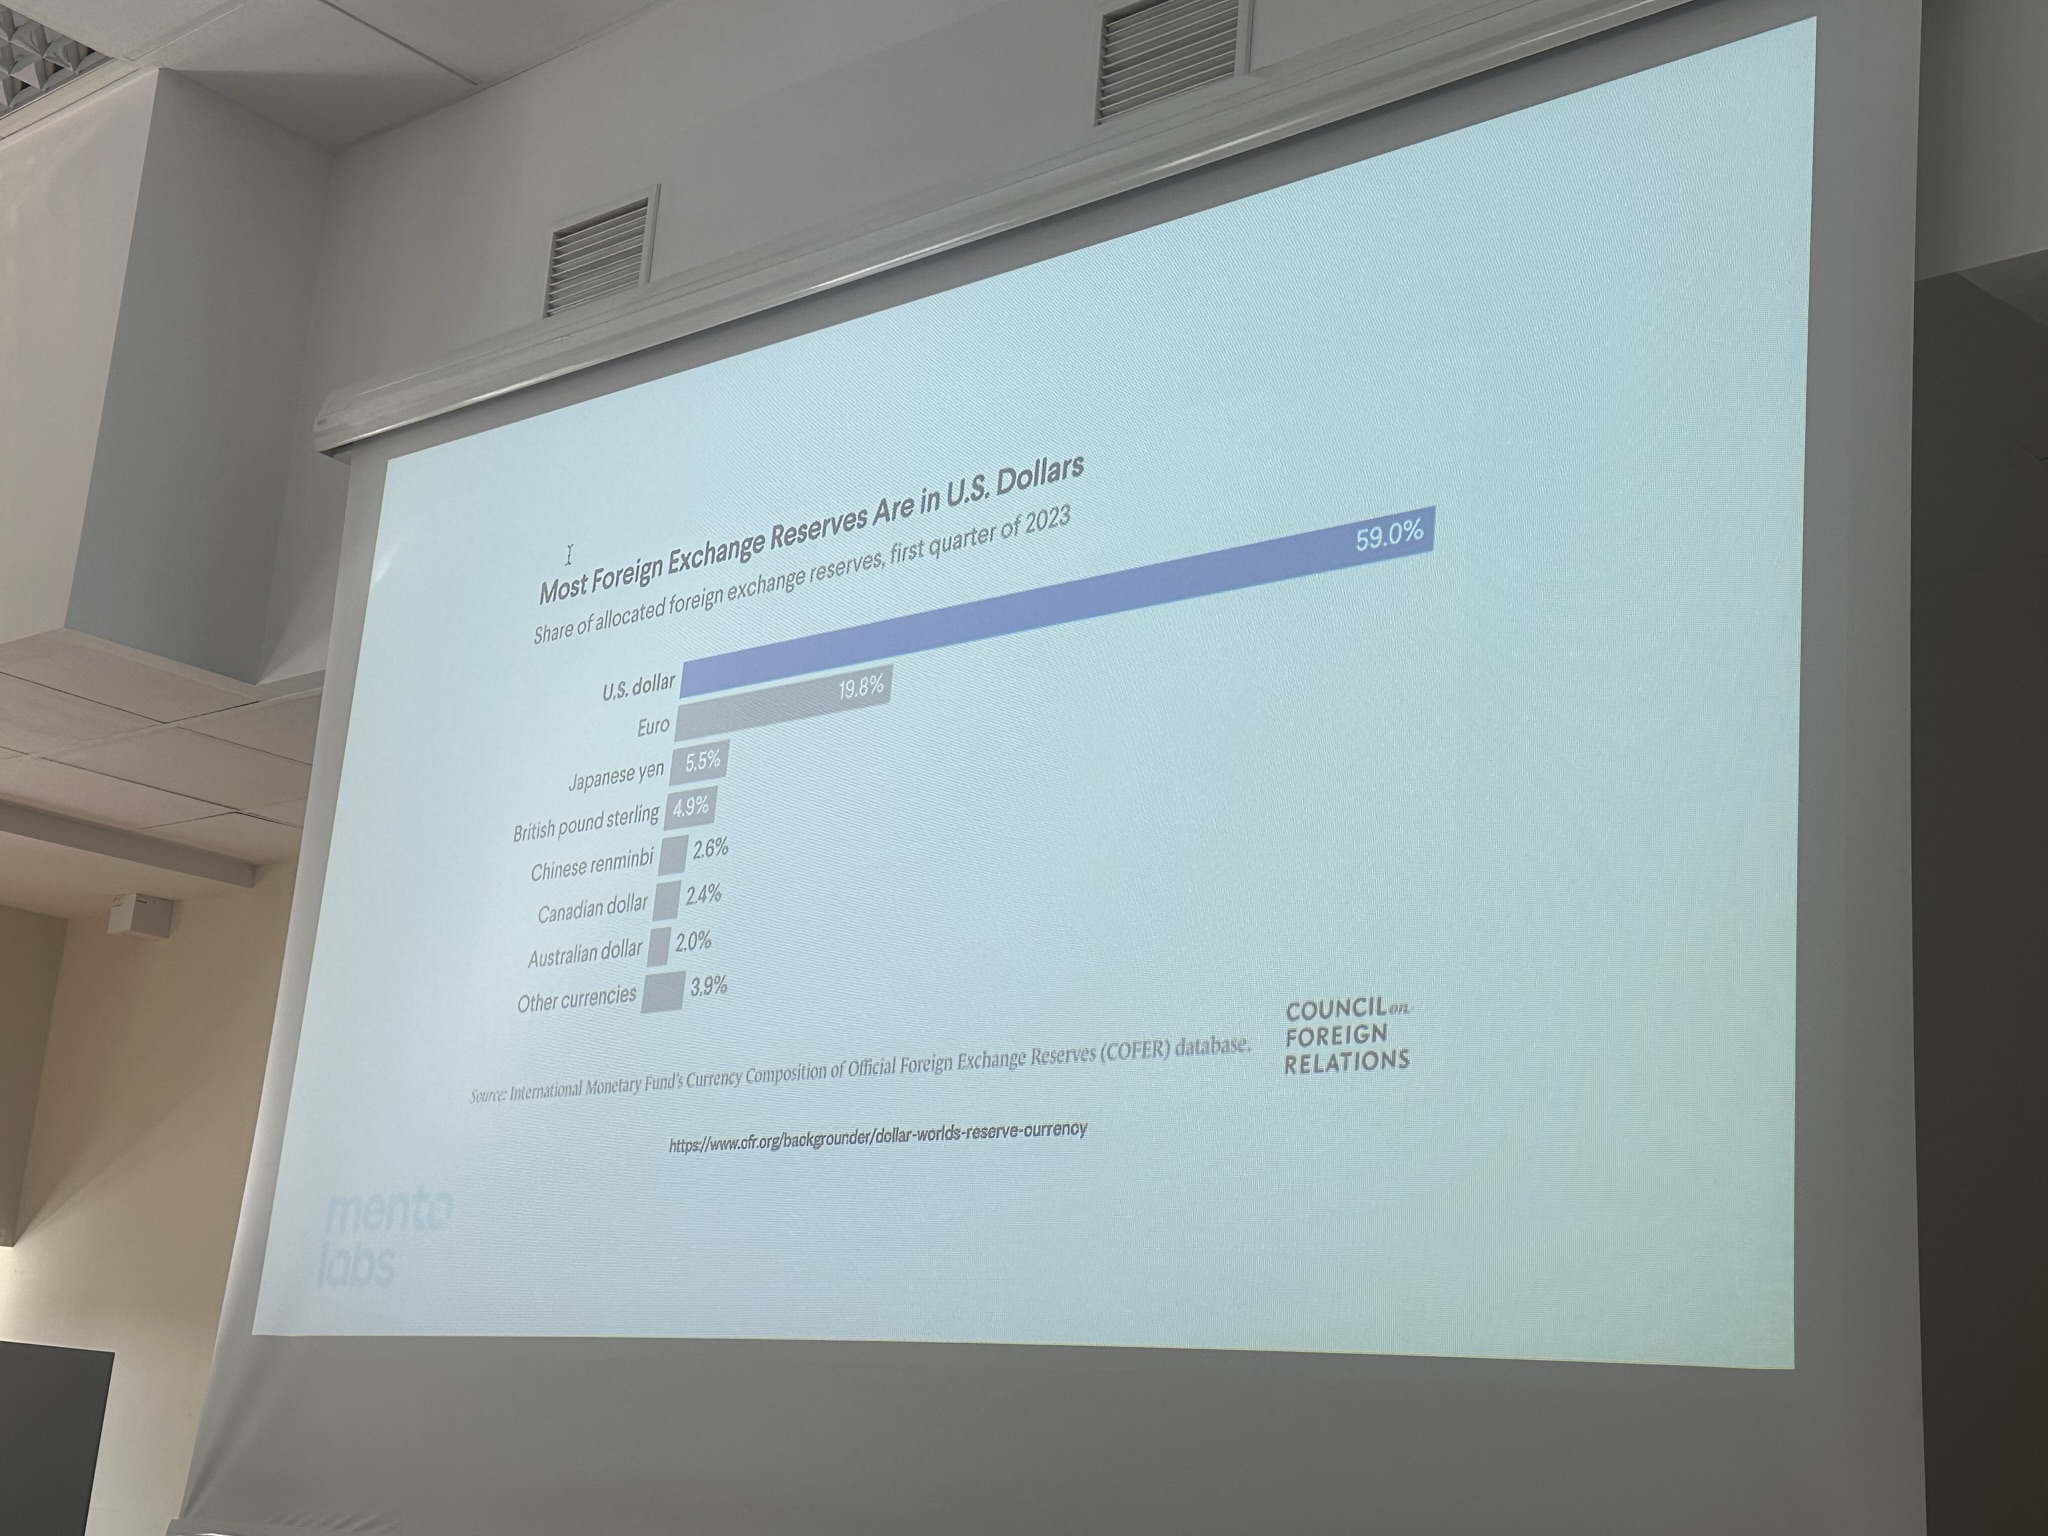 Most Foreign Exchange Reserves Are in U.S. Dollars
Share of allocated foreign exchange reserves, first quarter of 2023
U.S. dollar 59.0%
Euro 19.8%
Japanese yen 5.5%
British pound sterling 4.9%
Chinese renminbi 2.6%
Canadian dollar 2.4%
Australian dollar 2.0%
Other currencies 3.9%
Source: International Monetary Fund's Currency Composition of Official Foreign Exchange Reserves (COFER) database.
COUNCIL on
FOREIGN
RELATIONS
https://www.cfr.org/backgrounder/dollar-worlds-reserve-currency
mento
labs